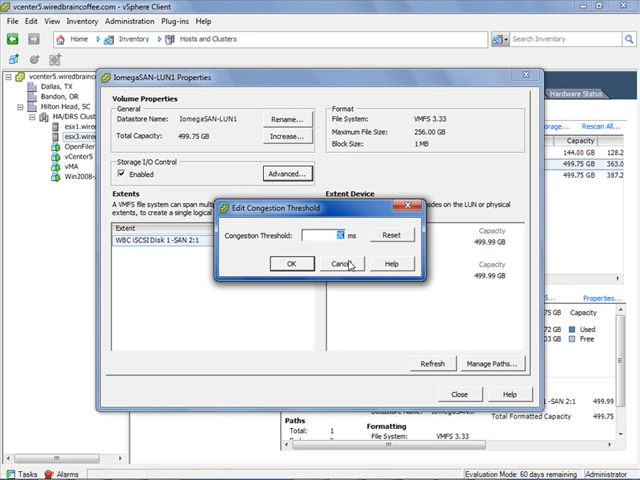 vcenter5.wiredbraincoffee.com - vSphere Client
File Edit View Inventory Administration Plug-ins Help
Home Inventory Hosts and Clusters
Search Inventory
vcenter5.wiredbrainc
Dallas, TX
Bandon, OR
Hilton Head, SC
HA/DRS Clust
esx1.wire
esx3.wire
OpenFiler
vCenter5
vMA
Win2008-
Hardware Status
orage... Rescan All...
Capacity
144.00 GB 128.2
499.75 GB 363.0
499.75 GB 387.2
IomegaSAN-LUN1 Properties
Volume Properties
General
Datastore Name: IomegaSAN-LUN1 Rename...
Total Capacity: 499.75 GB Increase...
Format
File System: VMFS 3.33
Maximum File Size: 256.00 GB
Block Size: 1 MB
Storage I/O Control
Enabled Advanced...
Extents
A VMFS file system can span multi
extents, to create a single logical
Extent
WBC iSCSI Disk 1-SAN 2:1
Extent Device
sides on the LUN or physical
Capacity
499.99 GB
Capacity
499.99 GB
Edit Congestion Threshold
Congestion Threshold: ms Reset
OK Cancel Help
Refresh Manage Paths...
Close Help
Properties...
Capacity
72 GB Used
03 GB Free
1 -SAN 2:1 499.99
Total Formatted Capacity 499.75
Paths
Total: 1
Formatting
File System: VMFS 3.33
Tasks Alarms
Evaluation Mode: 60 days remaining Administrator